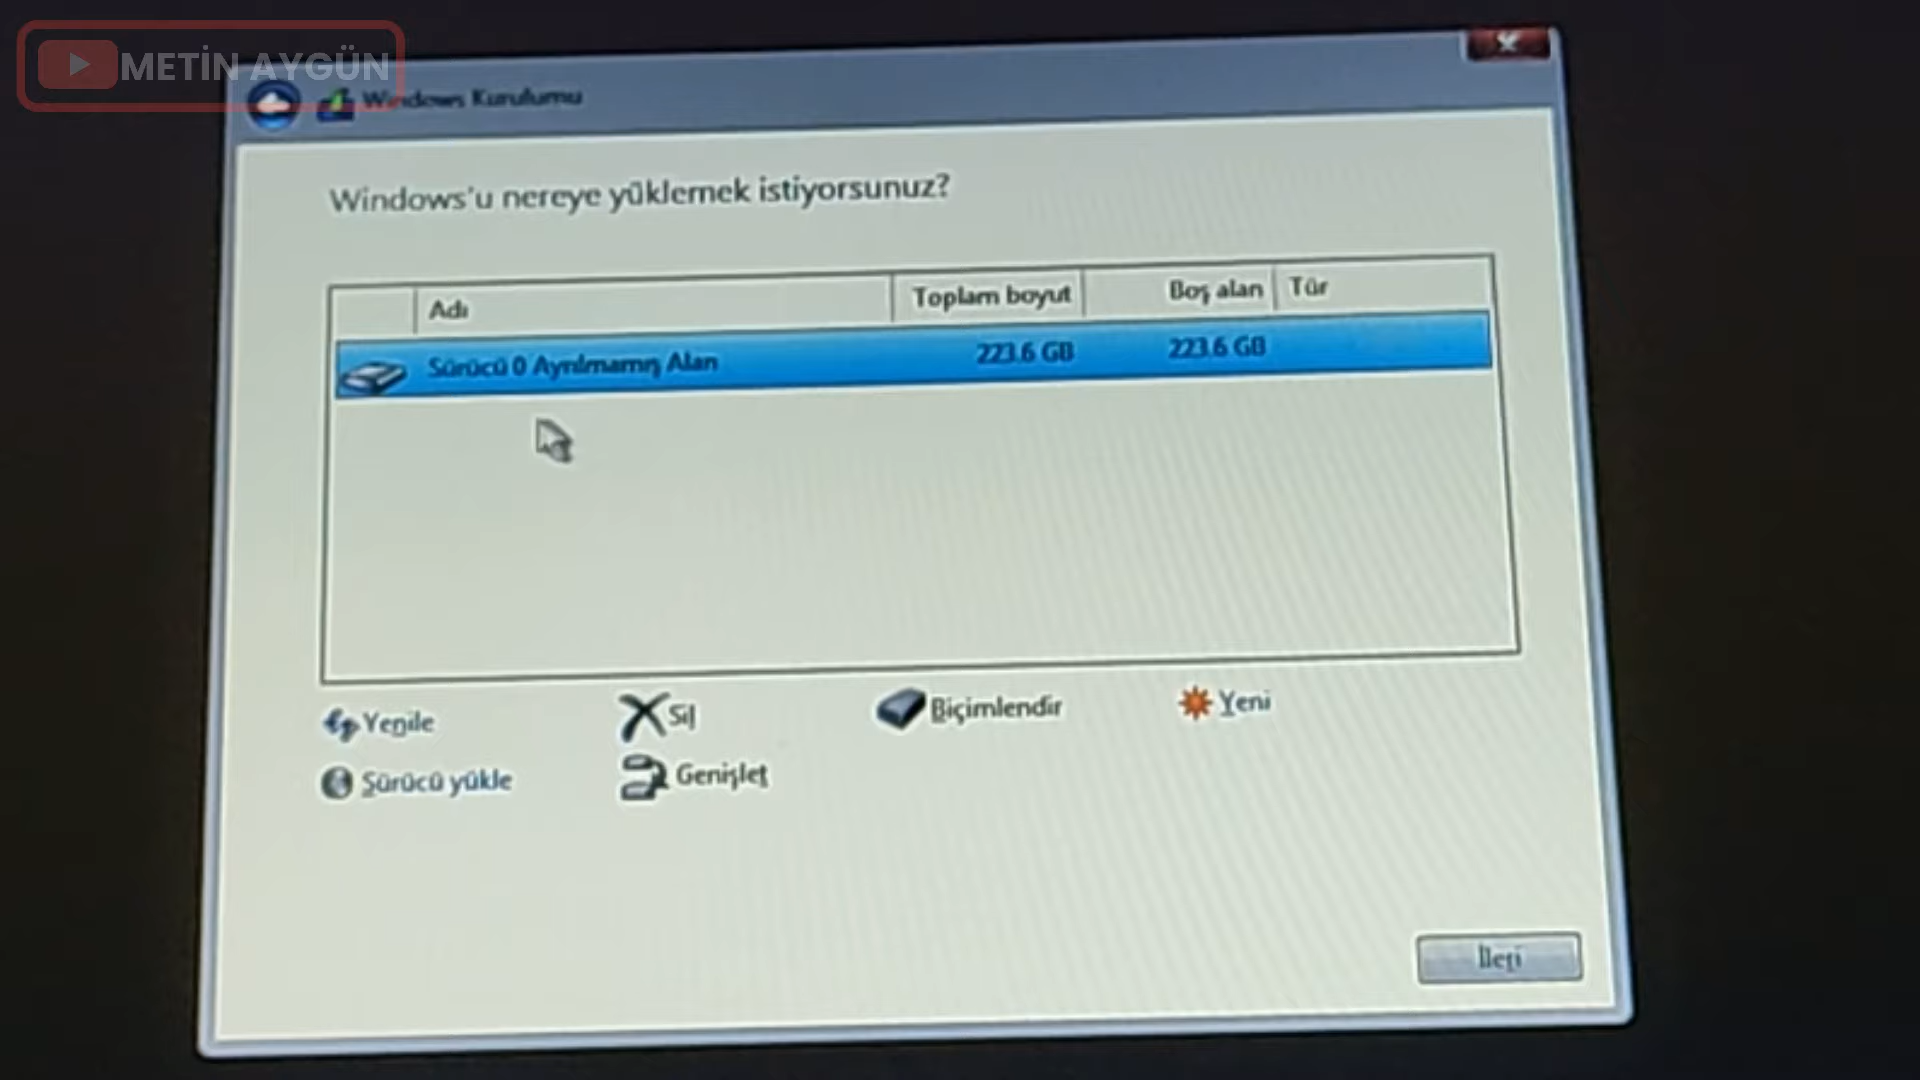 METİN AYGÜN
Windows Kurulumu
Windows'u nereye yüklemek istiyorsunuz?
Adı Toplam boyut Boş alan Tür
Sürücü 0 Ayrılmamış Alan 223.6 GB 223.6 GB
Yenile Sil Biçimlendir Yeni
Sürücü yükle Genişlet
İleri